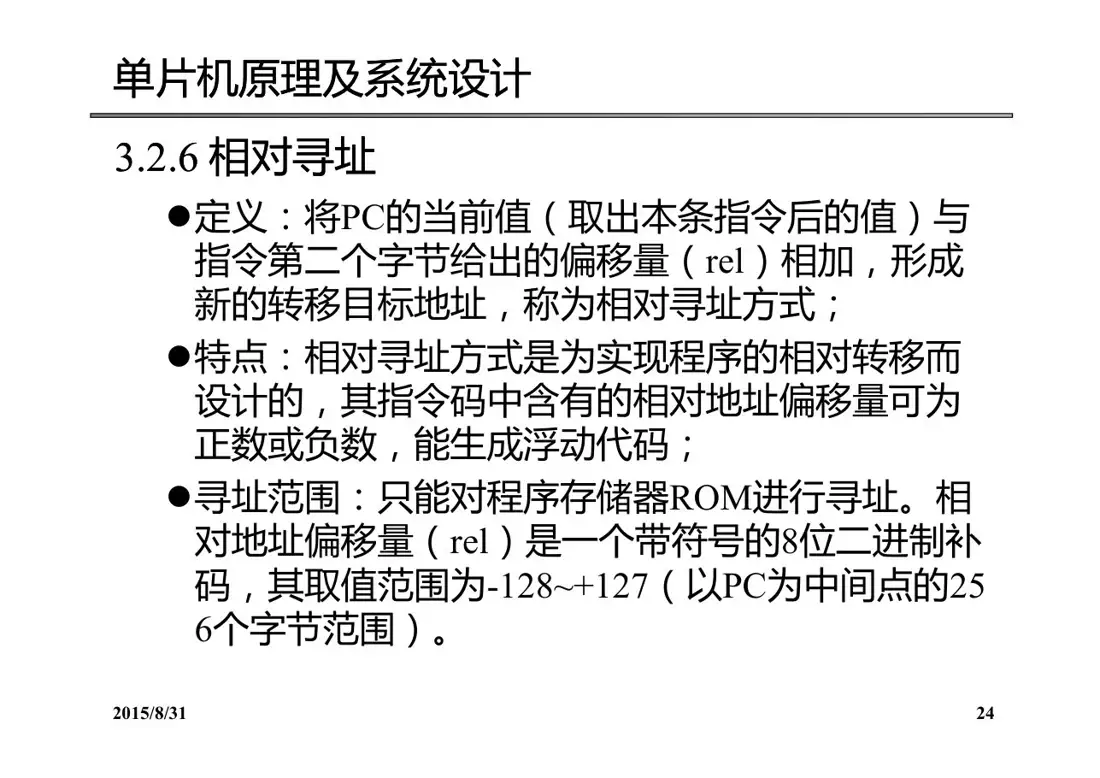 单片机原理及系统设计
3.2.6 相对寻址
●定义：将PC的当前值（取出本条指令后的值）与
指令第二个字节给出的偏移量（rel）相加，形成
新的转移目标地址，称为相对寻址方式；
●特点：相对寻址方式是为实现程序的相对转移而
设计的，其指令码中含有的相对地址偏移量可为
正数或负数，能生成浮动代码；
●寻址范围：只能对程序存储器ROM进行寻址。相
对地址偏移量（rel）是一个带符号的8位二进制补
码，其取值范围为-128~+127（以PC为中间点的25
6个字节范围）。
2015/8/31
24